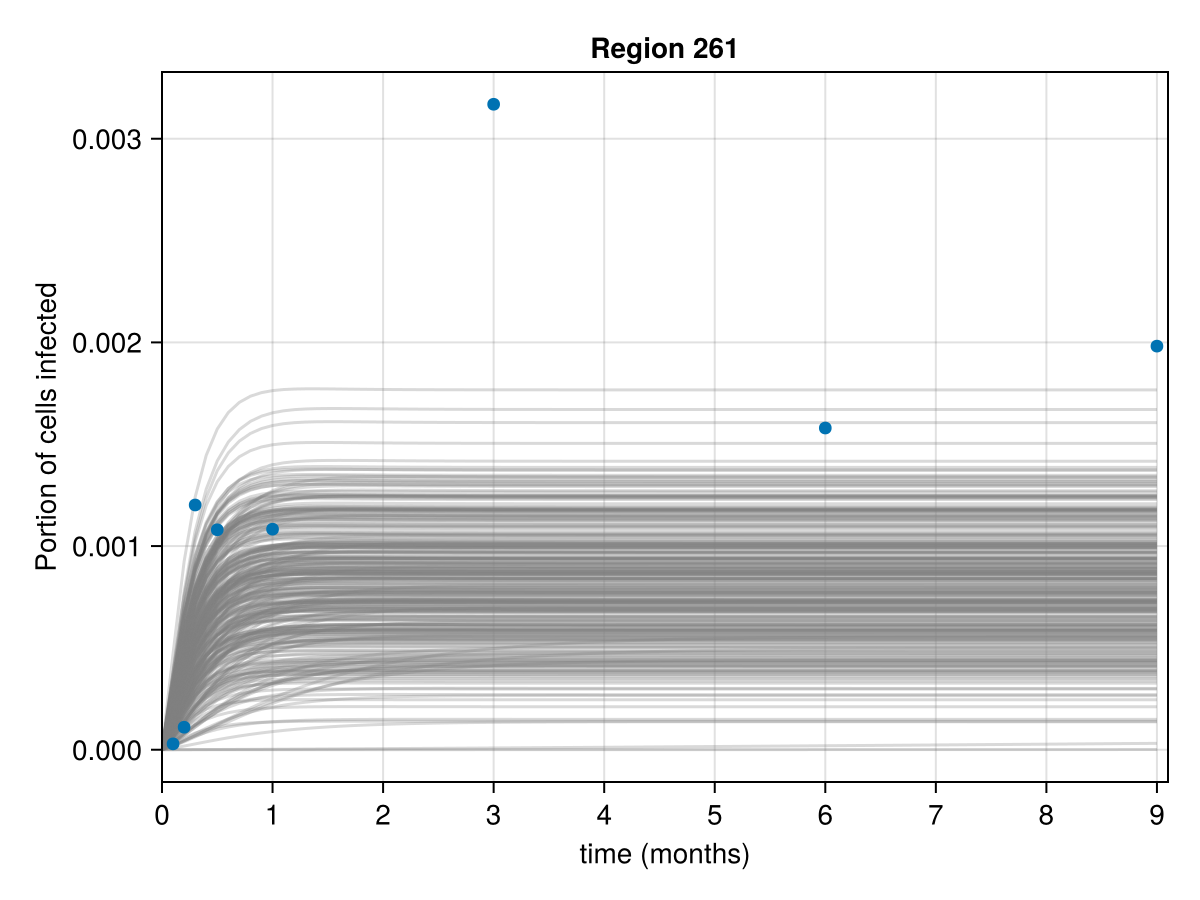 Region 261
Portion of cells infected
0.003
0.002
0.001
0.000
0 1 2 3 4 5 6 7 8 9
time (months)